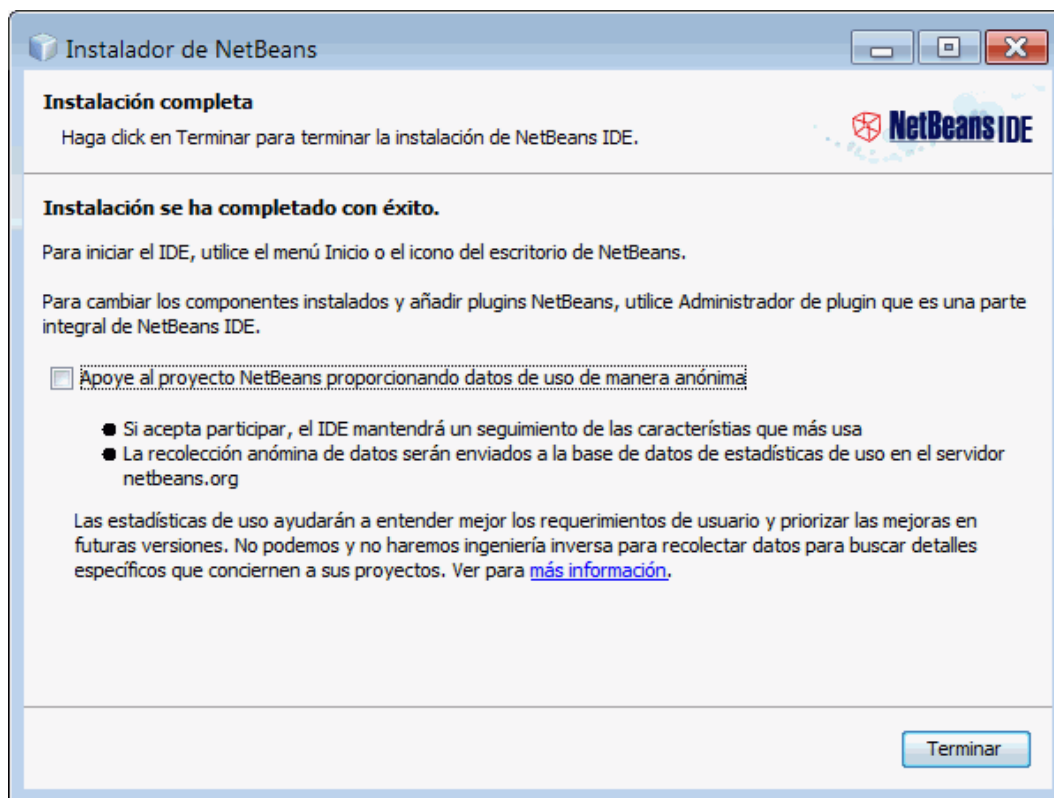 Instalador de NetBeans
Instalación completa
Haga click en Terminar para terminar la instalación de NetBeans IDE.
NetBeans IDE
Instalación se ha completado con éxito.
Para iniciar el IDE, utilice el menú Inicio o el icono del escritorio de NetBeans.
Para cambiar los componentes instalados y añadir plugins NetBeans, utilice Administrador de plugin que es una parte
integral de NetBeans IDE.
Apoye al proyecto NetBeans proporcionando datos de uso de manera anónima
Si acepta participar, el IDE mantendrá un seguimiento de las característias que más usa
La recolección anómina de datos serán enviados a la base de datos de estadísticas de uso en el servidor
netbeans.org
Las estadísticas de uso ayudarán a entender mejor los requerimientos de usuario y priorizar las mejoras en
futuras versiones. No podemos y no haremos ingeniería inversa para recolectar datos para buscar detalles
específicos que conciernen a sus proyectos. Ver para más información.
Terminar